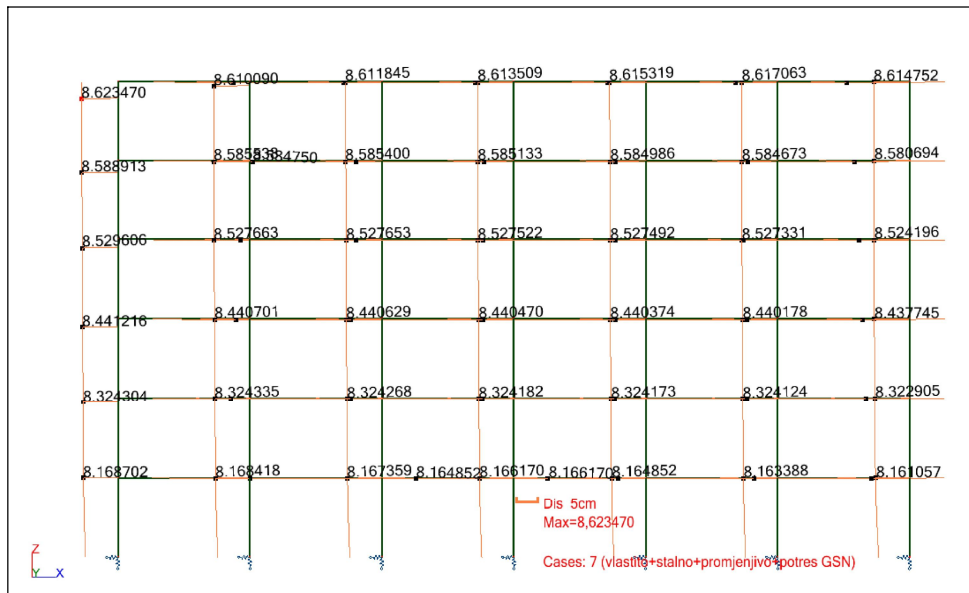 8.623470 8.610090 8,611845 8,613509 8,615319 8,617063 8,614752
8.588913 8.584750 8,585400 8,585133 8,584986 8,584673 8,580694
8.529606 8.527663 8,527653 8,527522 8,527492 8,527331 8,524196
8.441216 8,440701 8,440629 8,440470 8,440374 8,440178 8,437745
8.324304 8.324335 8,324268 8,324182 8,324173 8,324124 8,322905
8.168702 8.168418 8,167359 8,164852 8,166170 8,166170 8,164852 8,163388 8,161057
Dis 5cm
Max=8,623470
Cases: 7 (vlastito+stalno+promjenjivo+potres GSN)
Z
Y X